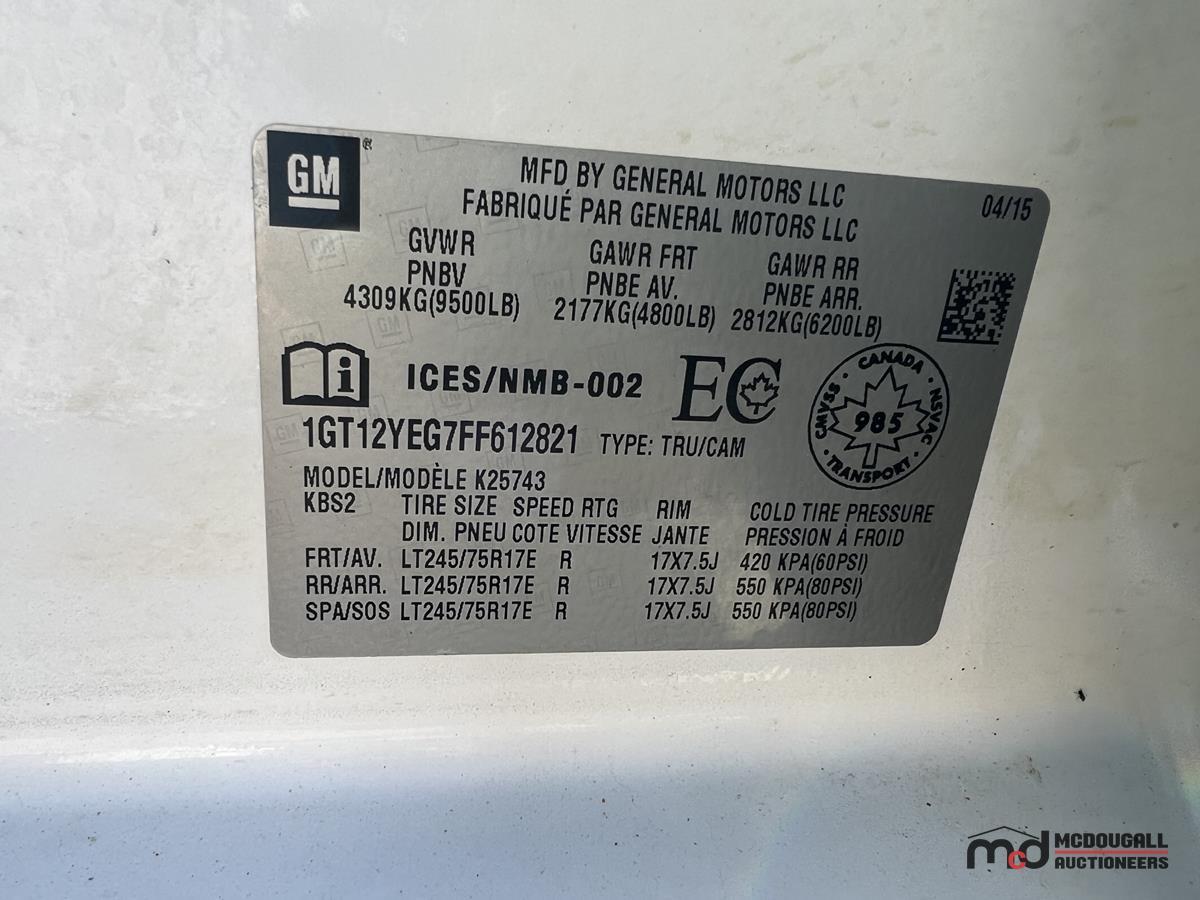 GM
MFD BY GENERAL MOTORS LLC
FABRIQUÉ PAR GENERAL MOTORS LLC
04/15
GVWR GAWR FRT GAWR RR
PNBV PNBE AV. PNBE ARR.
4309KG(9500LB) 2177KG(4800LB) 2812KG(6200LB)
ICES/NMB-002 EC
CANADA CMVSS NSVAC TRANSPORT 985
1GT12YEG7FF612821 TYPE: TRU/CAM
MODEL/MODÈLE K25743
KBS2 TIRE SIZE SPEED RTG RIM COLD TIRE PRESSURE
DIM. PNEU COTE VITESSE JANTE PRESSION À FROID
FRT/AV. LT245/75R17E R 17X7.5J 420 KPA(60PSI)
RR/ARR. LT245/75R17E R 17X7.5J 550 KPA(80PSI)
SPA/SOS LT245/75R17E R 17X7.5J 550 KPA(80PSI)
mcd MCDOUGALL
AUCTIONEERS